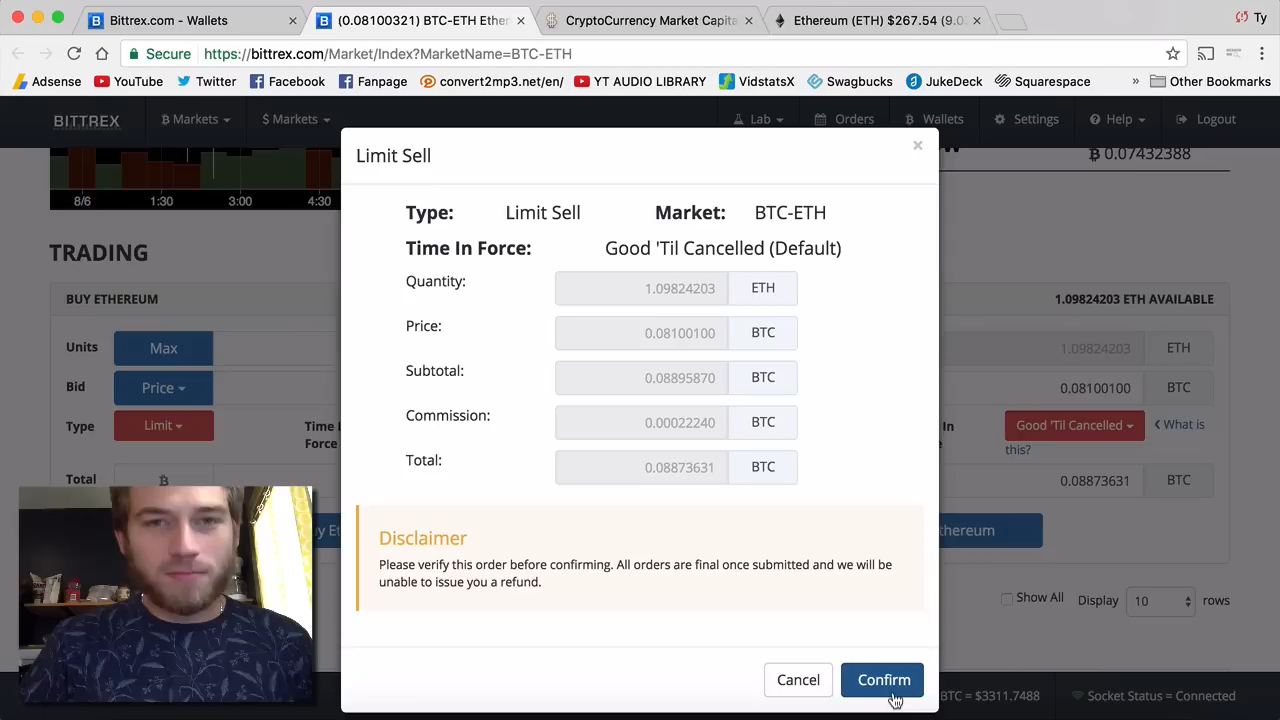 Bittrex.com - Wallets
(0.08100321) BTC-ETH Ether
CryptoCurrency Market Capita
Ethereum (ETH) $267.54 (9.0
Ty
Secure https://bittrex.com/Market/Index?MarketName=BTC-ETH
Adsense YouTube Twitter Facebook Fanpage convert2mp3.net/en/ YT AUDIO LIBRARY VidstatsX Swagbucks JukeDeck Squarespace » Other Bookmarks
BITTREX Ƀ Markets $ Markets Lab Orders Wallets Settings Help Logout
Ƀ 0.07432388
8/6 1:30 3:00 4:30
Limit Sell
×
Type: Limit Sell Market: BTC-ETH
Time In Force: Good 'Til Cancelled (Default)
Quantity: 1.09824203 ETH
Price: 0.08100100 BTC
Subtotal: 0.08895870 BTC
Commission: 0.00022240 BTC
Total: 0.08873631 BTC
Disclaimer
Please verify this order before confirming. All orders are final once submitted and we will be
unable to issue you a refund.
Cancel Confirm
TRADING
BUY ETHEREUM
1.09824203 ETH AVAILABLE
Units Max
1.09824203 ETH
Bid Price
0.08100100 BTC
Type Limit
In
Good 'Til Cancelled
What is
Force
this?
Total Ƀ
0.08873631 BTC
thereum
Show All Display 10 rows
BTC = $3311.7488 Socket Status = Connected